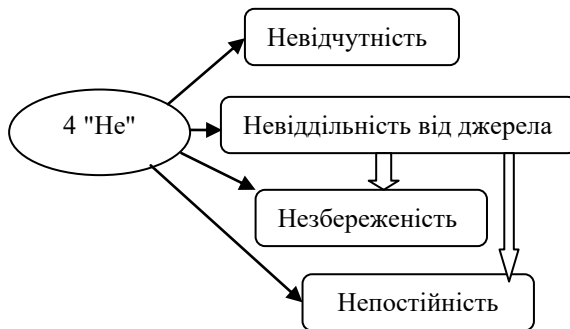 Невідчутність
4 "Не"
Невіддільність від джерела
Незбереженість
Непостійність